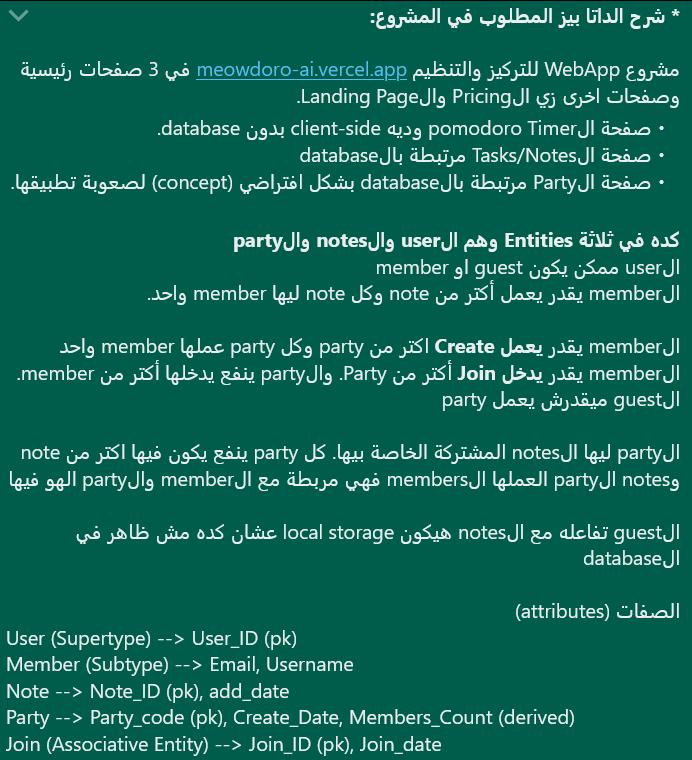 * شرح الداتا بيز المطلوب في المشروع:
مشروع WebApp للتركيز والتنظيم meowdoro-ai.vercel.app في 3 صفحات رئيسية
وصفحات اخرى زي الPricing والLanding Page.
• صفحة الpomodoro Timer وديه client-side بدون database.
• صفحة الTasks/Notes مرتبطة بالdatabase
• صفحة الParty مرتبطة بالdatabase بشكل افتراضي (concept) لصعوبة تطبيقها.
كده في ثلاثة Entities وهم الuser والnotes والparty
الuser ممكن يكون guest او member
الmember يقدر يعمل أكتر من note وكل note ليها member واحد.
الmember يقدر يعمل Create اكتر من party وكل party عملها member واحد
الmember يقدر يدخل Join أكتر من Party. والparty ينفع يدخلها أكتر من member.
الguest ميقدرش يعمل party
الparty ليها الnotes المشتركة الخاصة بيها. كل party ينفع يكون فيها اكتر من note
وnotes الparty العملها الmembers فهي مربطة مع الmember والparty الهو فيها
الguest تفاعله مع الnotes هيكون local storage عشان كده مش ظاهر في
الdatabase
الصفات (attributes)
User (Supertype) --> User_ID (pk)
Member (Subtype) --> Email, Username
Note --> Note_ID (pk), add_date
Party --> Party_code (pk), Create_Date, Members_Count (derived)
Join (Associative Entity) --> Join_ID (pk), Join_date